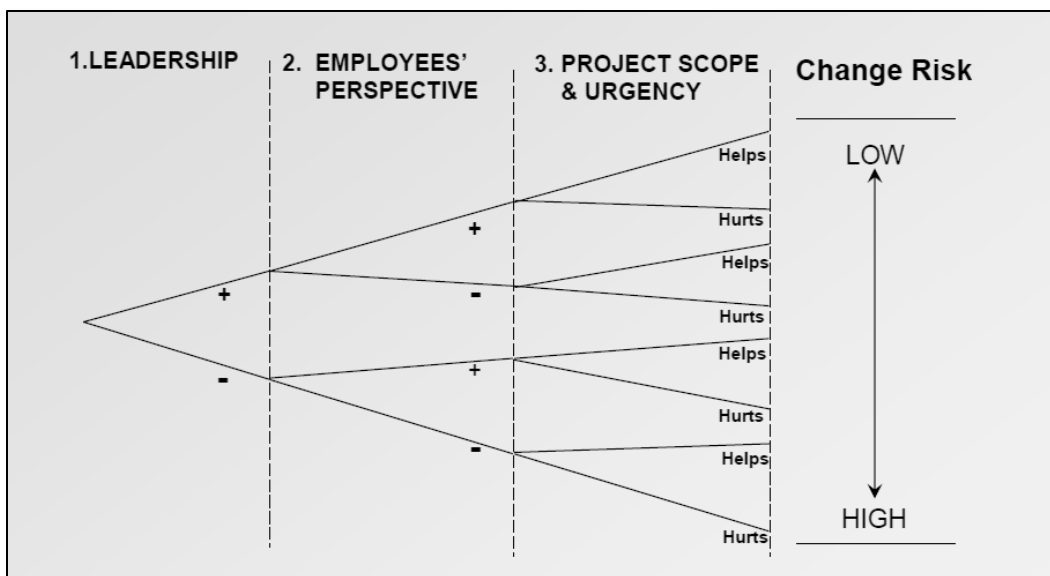 1.LEADERSHIP
2. EMPLOYEES'
PERSPECTIVE
3. PROJECT SCOPE
& URGENCY
Change Risk
Helps
LOW
Hurts
+
Helps
+
-
Hurts
Helps
-
+
Hurts
-
Helps
HIGH
Hurts